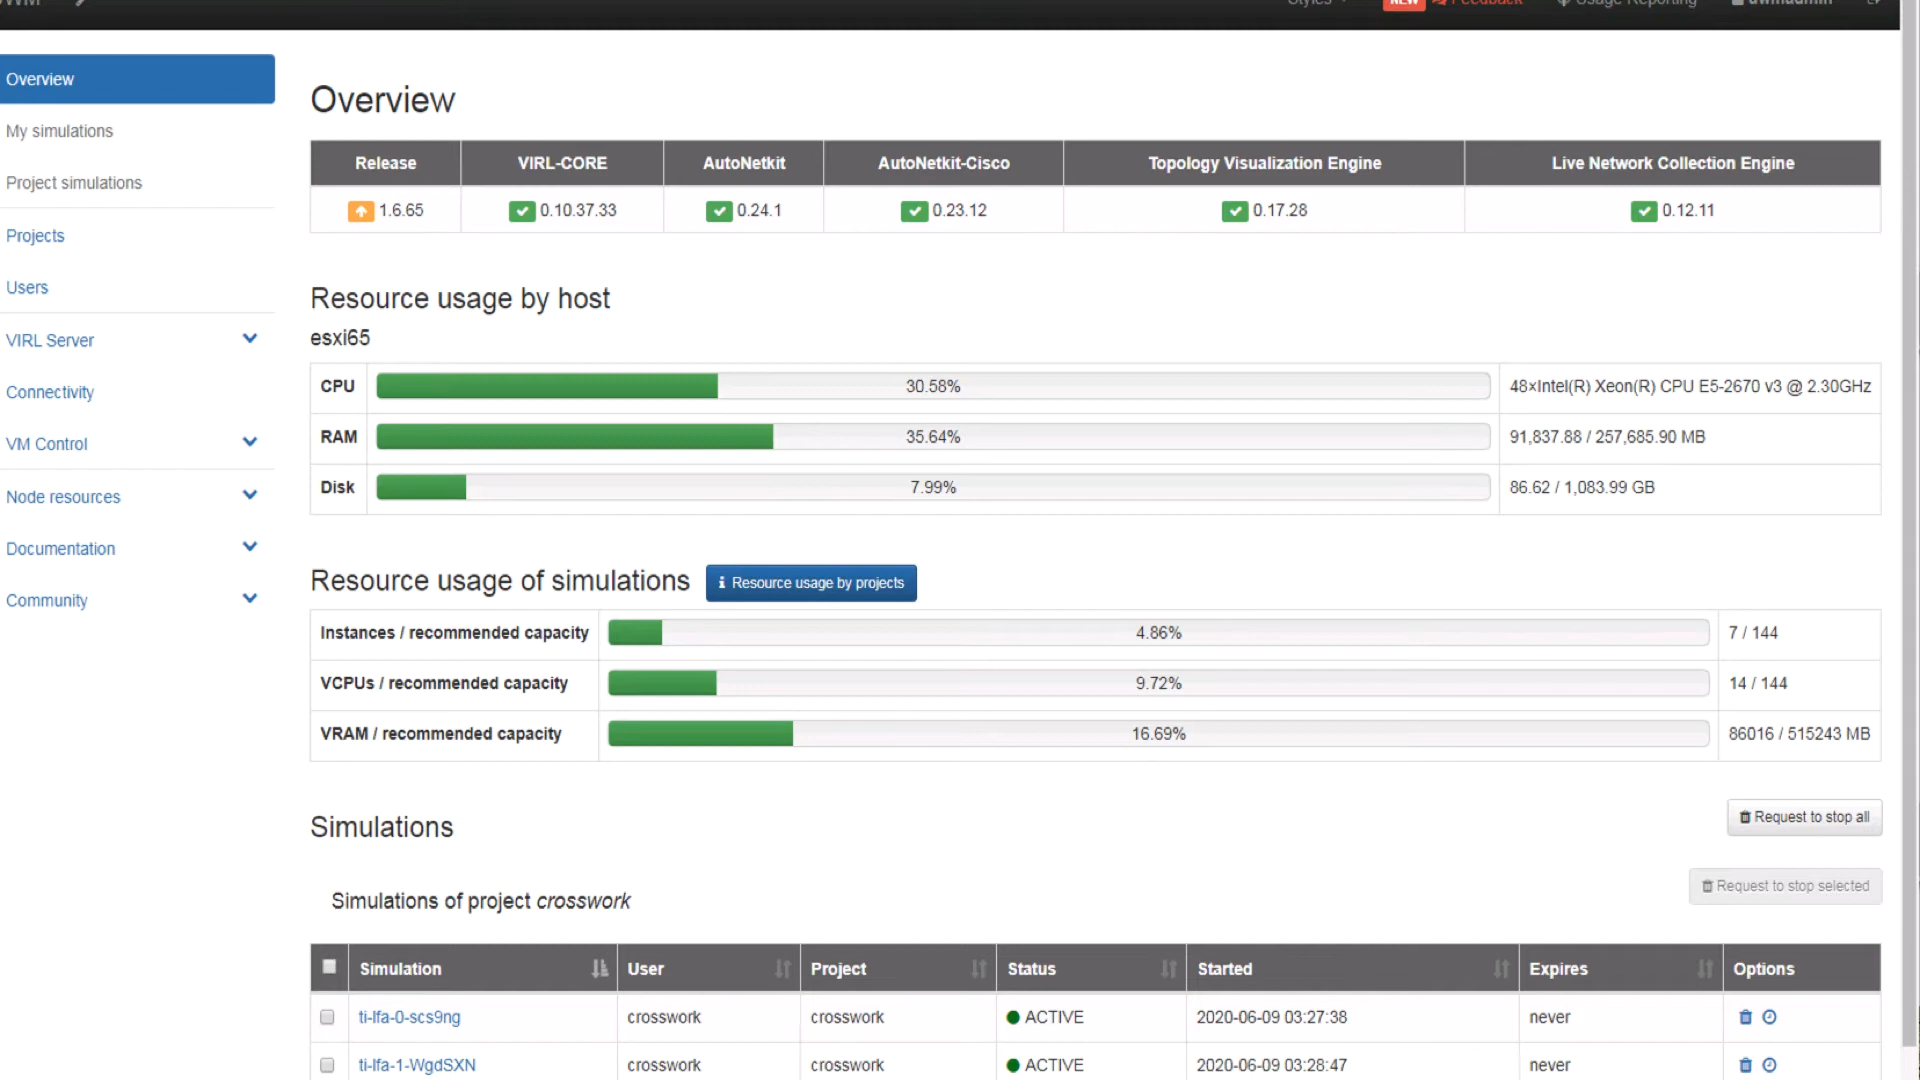 Styles NEW Feedback Usage Reporting uwmadmin
Overview
My simulations
Project simulations
Projects
Users
VIRL Server
Connectivity
VM Control
Node resources
Documentation
Community
Overview
Release VIRL-CORE AutoNetkit AutoNetkit-Cisco Topology Visualization Engine Live Network Collection Engine
1.6.65 0.10.37.33 0.24.1 0.23.12 0.17.28 0.12.11
Resource usage by host
esxi65
CPU 30.58% 48×Intel(R) Xeon(R) CPU E5-2670 v3 @ 2.30GHz
RAM 35.64% 91,837.88 / 257,685.90 MB
Disk 7.99% 86.62 / 1,083.99 GB
Resource usage of simulations Resource usage by projects
Instances / recommended capacity 4.86% 7 / 144
VCPUs / recommended capacity 9.72% 14 / 144
VRAM / recommended capacity 16.69% 86016 / 515243 MB
Simulations Request to stop all
Simulations of project crosswork Request to stop selected
Simulation User Project Status Started Expires Options
ti-lfa-0-scs9ng crosswork crosswork ACTIVE 2020-06-09 03:27:38 never
ti-lfa-1-WgdSXN crosswork crosswork ACTIVE 2020-06-09 03:28:47 never